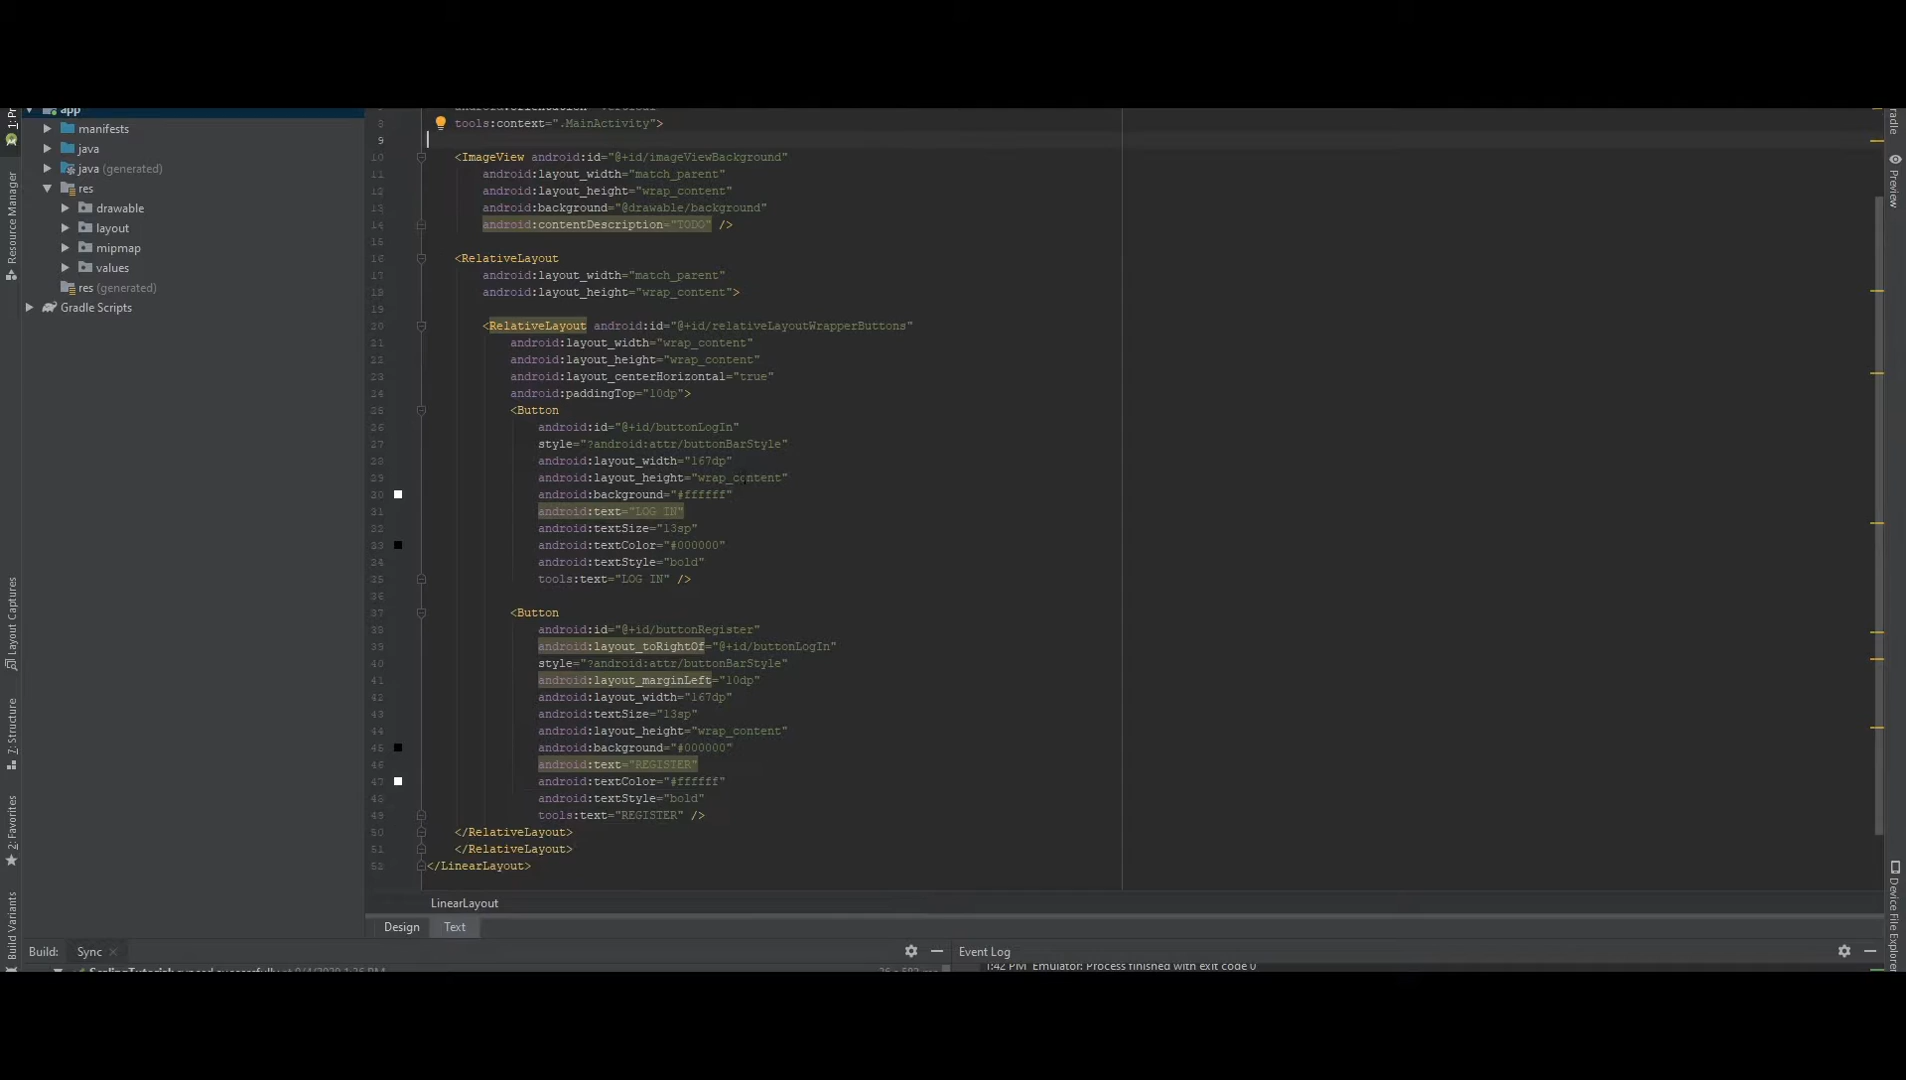 app
manifests
java
java (generated)
res
drawable
layout
mipmap
values
res (generated)
Gradle Scripts
Resource Manager
Layout Captures
7: Structure
2: Favorites
Build Variants
8 tools:context=".MainActivity">
9
10 <ImageView android:id="@+id/imageViewBackground"
11 android:layout_width="match_parent"
12 android:layout_height="wrap_content"
13 android:background="@drawable/background"
14 android:contentDescription="TODO" />
15
16 <RelativeLayout
17 android:layout_width="match_parent"
18 android:layout_height="wrap_content">
19
20 <RelativeLayout android:id="@+id/relativeLayoutWrapperButtons"
21 android:layout_width="wrap_content"
22 android:layout_height="wrap_content"
23 android:layout_centerHorizontal="true"
24 android:paddingTop="10dp">
25 <Button
26 android:id="@+id/buttonLogIn"
27 style="?android:attr/buttonBarStyle"
28 android:layout_width="167dp"
29 android:layout_height="wrap_content"
30 android:background="#ffffff"
31 android:text="LOG IN"
32 android:textSize="13sp"
33 android:textColor="#000000"
34 android:textStyle="bold"
35 tools:text="LOG IN" />
36
37 <Button
38 android:id="@+id/buttonRegister"
39 android:layout_toRightOf="@+id/buttonLogIn"
40 style="?android:attr/buttonBarStyle"
41 android:layout_marginLeft="10dp"
42 android:layout_width="167dp"
43 android:textSize="13sp"
44 android:layout_height="wrap_content"
45 android:background="#000000"
46 android:text="REGISTER"
47 android:textColor="#ffffff"
48 android:textStyle="bold"
49 tools:text="REGISTER" />
50 </RelativeLayout>
51 </RelativeLayout>
52 </LinearLayout>
LinearLayout
Design Text
Preview
Device File Explorer
Build: Sync
Event Log
1:42 PM Emulator: Process finished with exit code 0